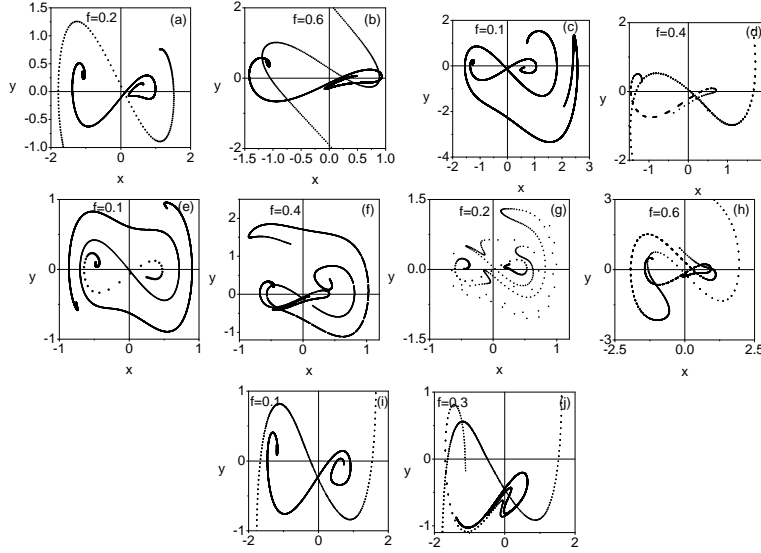 1.5
f=0.2 (a)
1.0
0.5
y
0.0
-0.5
-1.0
-2 0 2
x
2
f=0.6 (b)
y
0
-2
-1.5 -1.0 -0.5 0.0 0.5 1.0
x
2
f=0.1 (c)
0
y
-2
-4
-2 -1 0 1 2 3
x
2
f=0.4 (d)
y
0
-2
-1 0 1
x
1
f=0.1 (e)
y
0
-1
-1 0 1
x
2
f=0.4 (f)
1
y
0
-1
-1 0 1
x
1.5
f=0.2 (g)
y
0.0
-1.5
-1 0 1
x
3
f=0.6 (h)
y
0
-3
-2.5 0.0 2.5
x
1
f=0.1 (i)
y
0
-1
-2 0 2
x
1
f=0.3 (j)
y
0
-1
-2 0 2
x